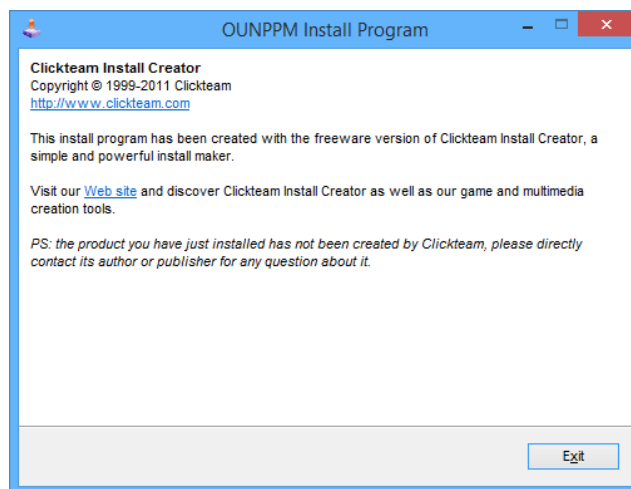 OUNPPM Install Program
Clickteam Install Creator
Copyright © 1999-2011 Clickteam
http://www.clickteam.com
This install program has been created with the freeware version of Clickteam Install Creator, a
simple and powerful install maker.
Visit our Web site and discover Clickteam Install Creator as well as our game and multimedia
creation tools.
PS: the product you have just installed has not been created by Clickteam, please directly
contact its author or publisher for any question about it.
Exit